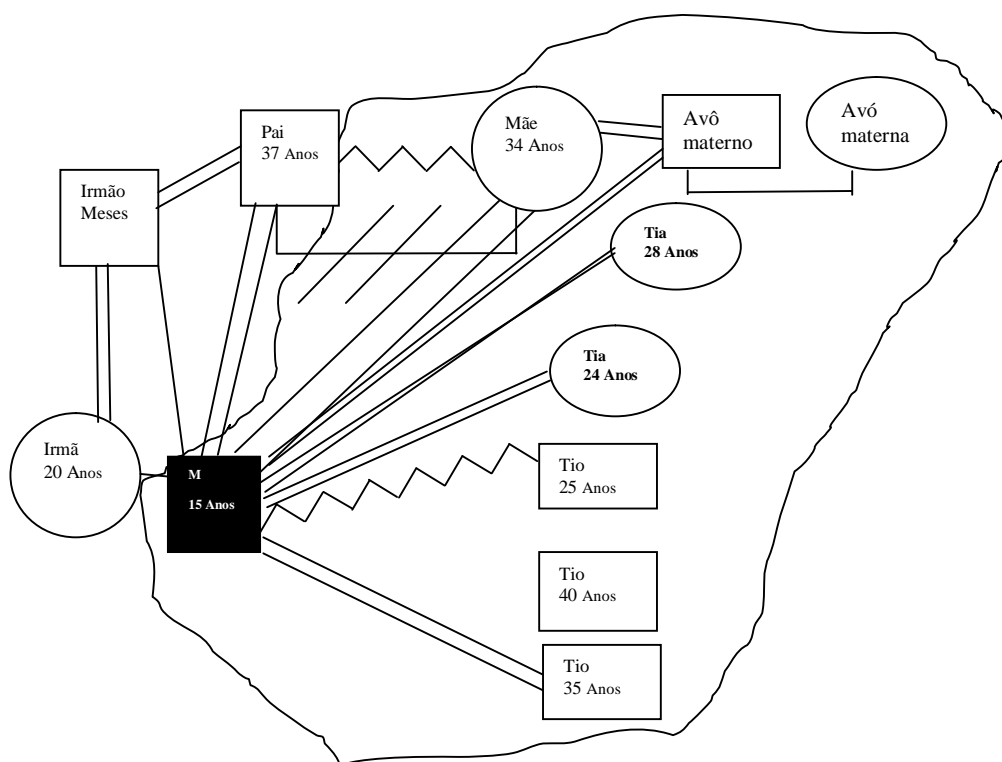 Pai
37 Anos
Mãe
34 Anos
Avô
materno
Avó
materna
Irmão
Meses
Tia
28 Anos
Tia
24 Anos
Irmã
20 Anos
M
15 Anos
Tio
25 Anos
Tio
40 Anos
Tio
35 Anos